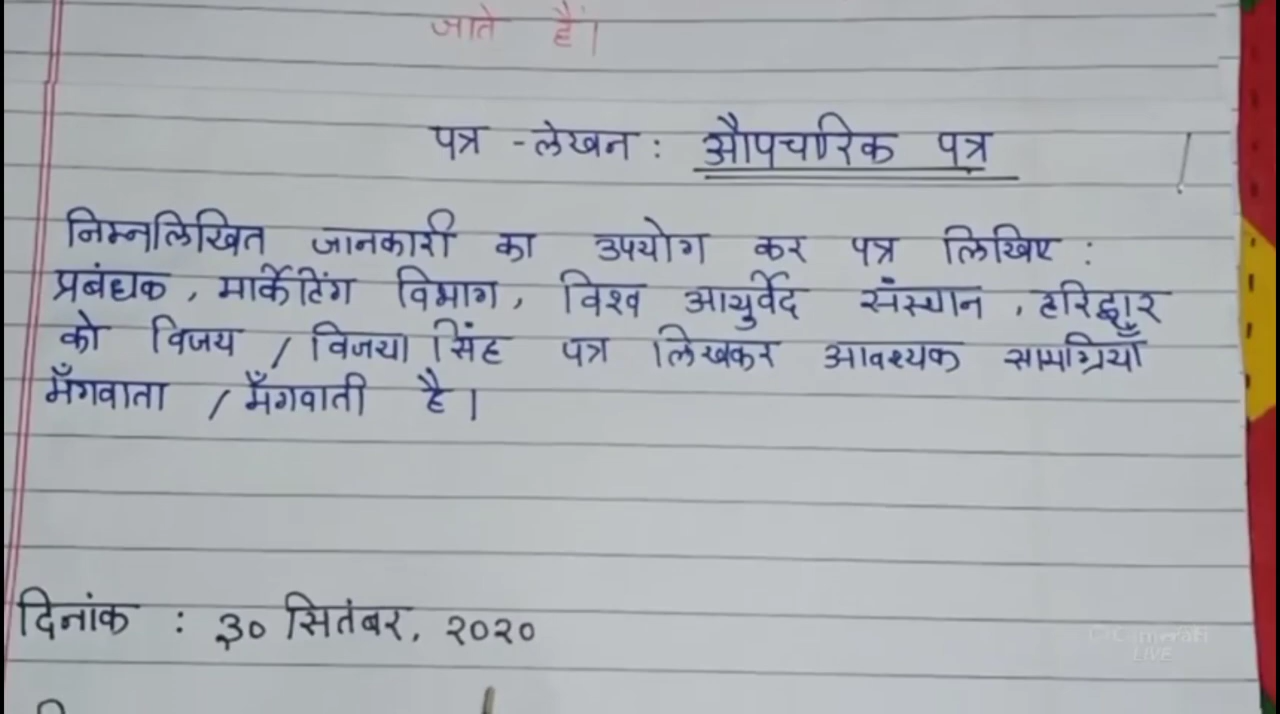 जाते हैं।
पत्र -लेखन : औपचारिक पत्र
निम्नलिखित जानकारी का उपयोग कर पत्र लिखिए :
प्रबंधक, मार्केटिंग विभाग, विश्व आयुर्वेद संस्थान, हरिद्वार
को विजय / विजया सिंह पत्र लिखकर आवश्यक सामग्रियाँ
मँगवाता / मँगवाती है।
दिनांक : ३० सितंबर, २०२०
LIVE